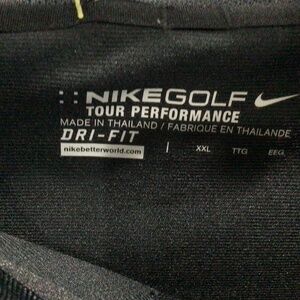 NIKEGOLF
TOUR PERFORMANCE
MADE IN THAILAND / FABRIQUE EN THAILANDE
DRI-FIT
nikebetterworld.com | XXL TTG EEG